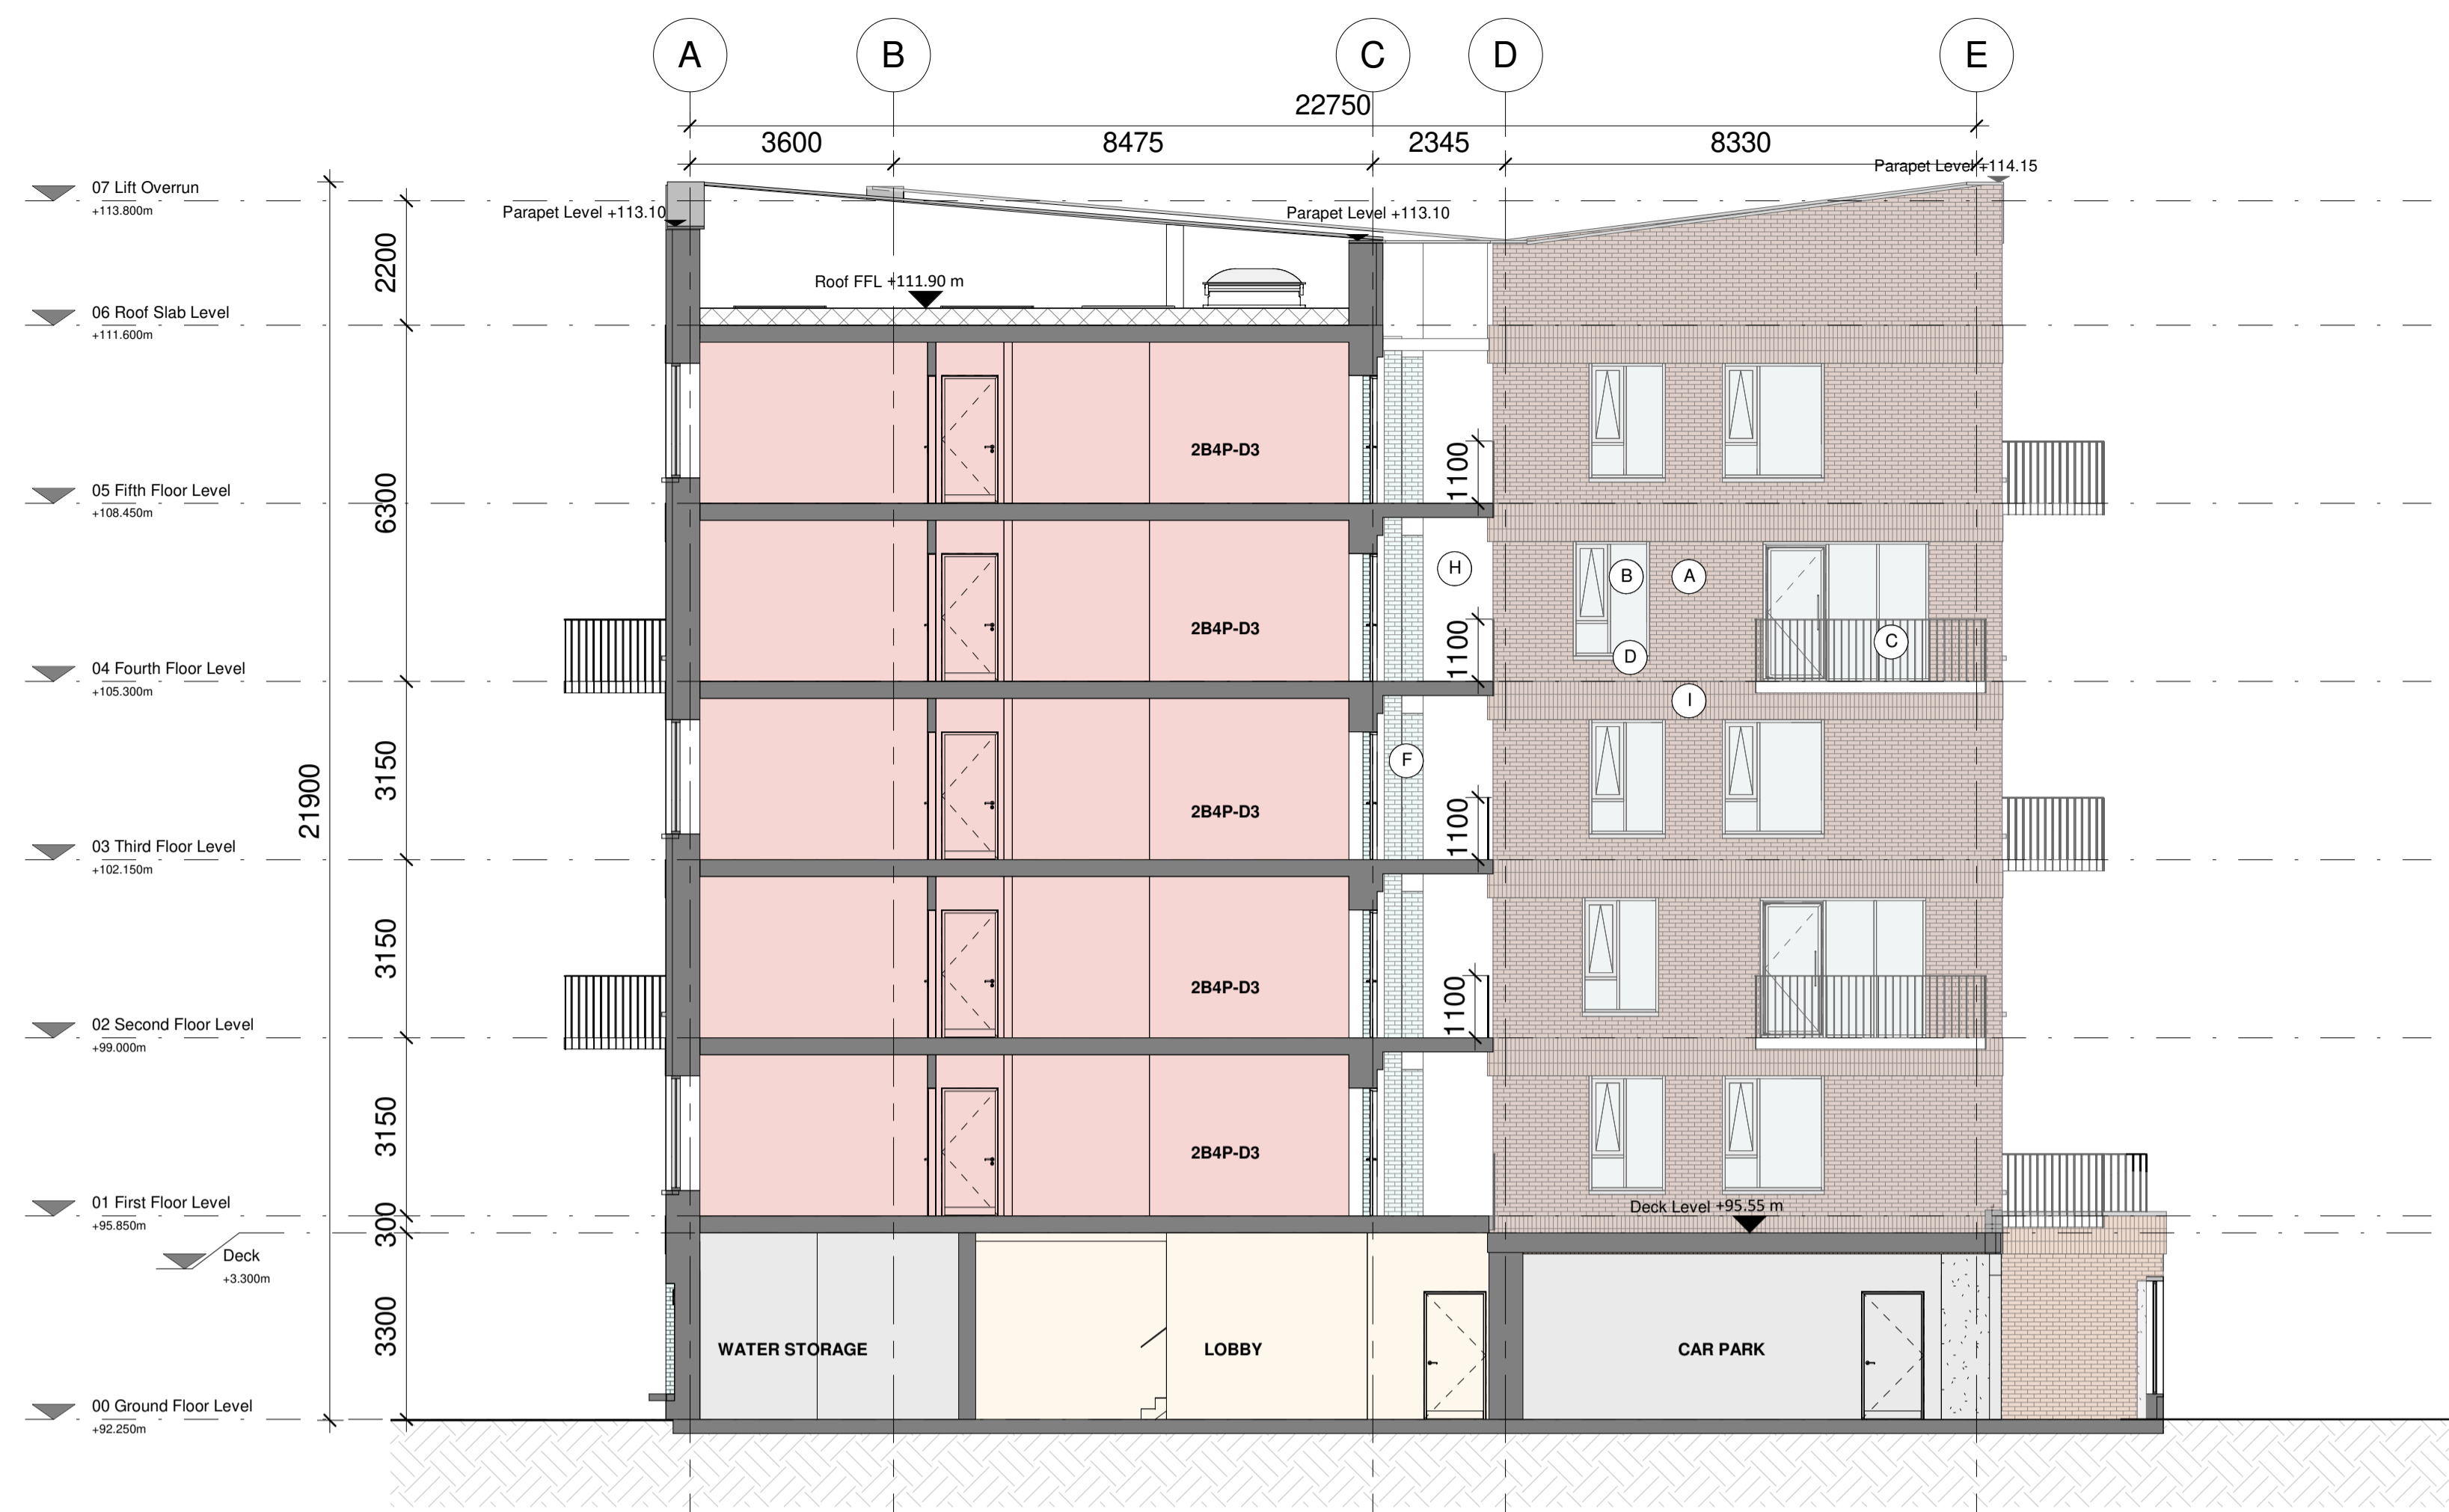 A B C D E
22750
3600 8475 2345 8330
Parapet Level +114.15
07 Lift Overrun
+113.800m
Parapet Level +113.10
Parapet Level +113.10
2200
Roof FFL +111.90 m
06 Roof Slab Level
+111.600m
2B4P-D3
1100
05 Fifth Floor Level
+108.450m
6300
H
B
A
2B4P-D3
1100
D
C
04 Fourth Floor Level
+105.300m
I
F
21900
3150
2B4P-D3
1100
03 Third Floor Level
+102.150m
3150
2B4P-D3
1100
02 Second Floor Level
+99.000m
3150
2B4P-D3
01 First Floor Level
+95.850m
Deck Level +95.55 m
300
Deck
+3.300m
3300
WATER STORAGE
LOBBY
CAR PARK
00 Ground Floor Level
+92.250m